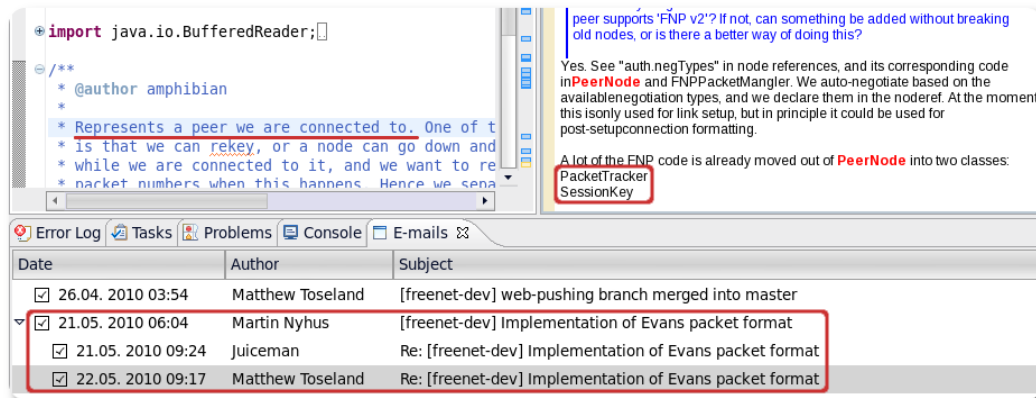 import java.io.BufferedReader;
/**
* @author amphibian
*
* Represents a peer we are connected to. One of t
* is that we can rekey, or a node can go down and
* while we are connected to it, and we want to re
* packet numbers when this happens. Hence we sepa
peer supports 'FNP v2'? If not, can something be added without breaking
old nodes, or is there a better way of doing this?
Yes. See "auth.negTypes" in node references, and its corresponding code
inPeerNode and FNPPacketMangler. We auto-negotiate based on the
availablenegotiation types, and we declare them in the noderef. At the moment
this isonly used for link setup, but in principle it could be used for
post-setupconnection formatting.
A lot of the FNP code is already moved out of PeerNode into two classes:
PacketTracker
SessionKey
Error Log Tasks Problems Console E-mails
Date Author Subject
26.04. 2010 03:54 Matthew Toseland [freenet-dev] web-pushing branch merged into master
21.05. 2010 06:04 Martin Nyhus [freenet-dev] Implementation of Evans packet format
21.05. 2010 09:24 Juiceman Re: [freenet-dev] Implementation of Evans packet format
22.05. 2010 09:17 Matthew Toseland Re: [freenet-dev] Implementation of Evans packet format